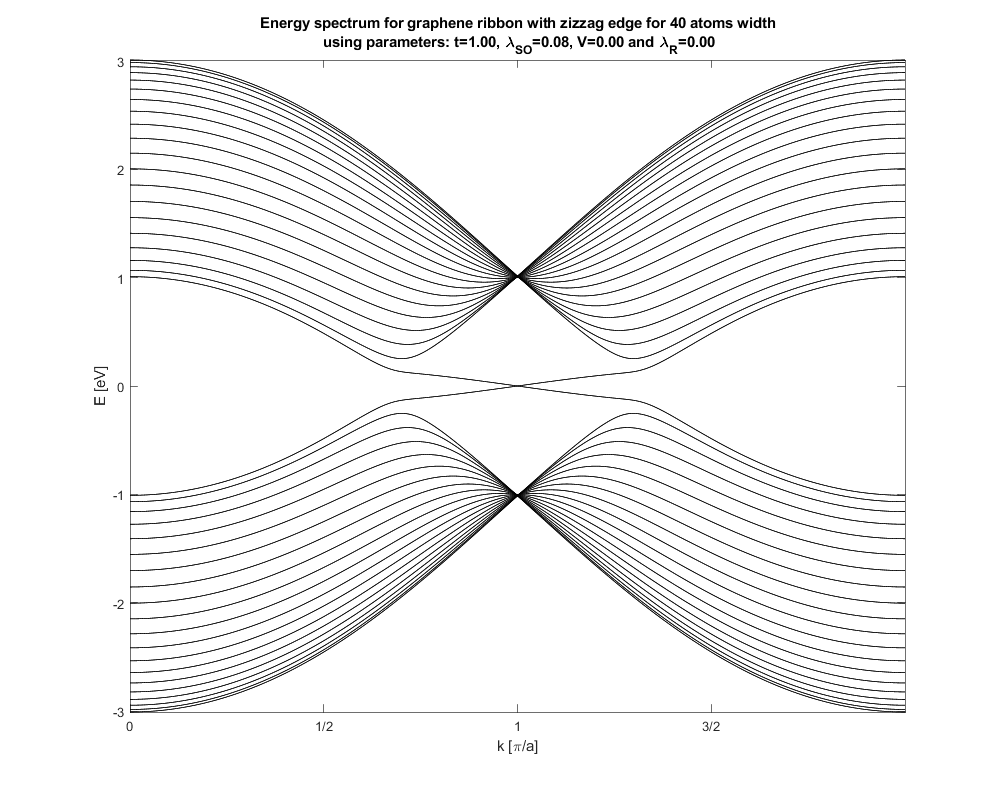 Energy spectrum for graphene ribbon with zizzag edge for 40 atoms width
using parameters: t=1.00, λSO=0.08, V=0.00 and λR=0.00
3
2
1
0
-1
-2
-3
E [eV]
0
1/2
1
3/2
k [π/a]